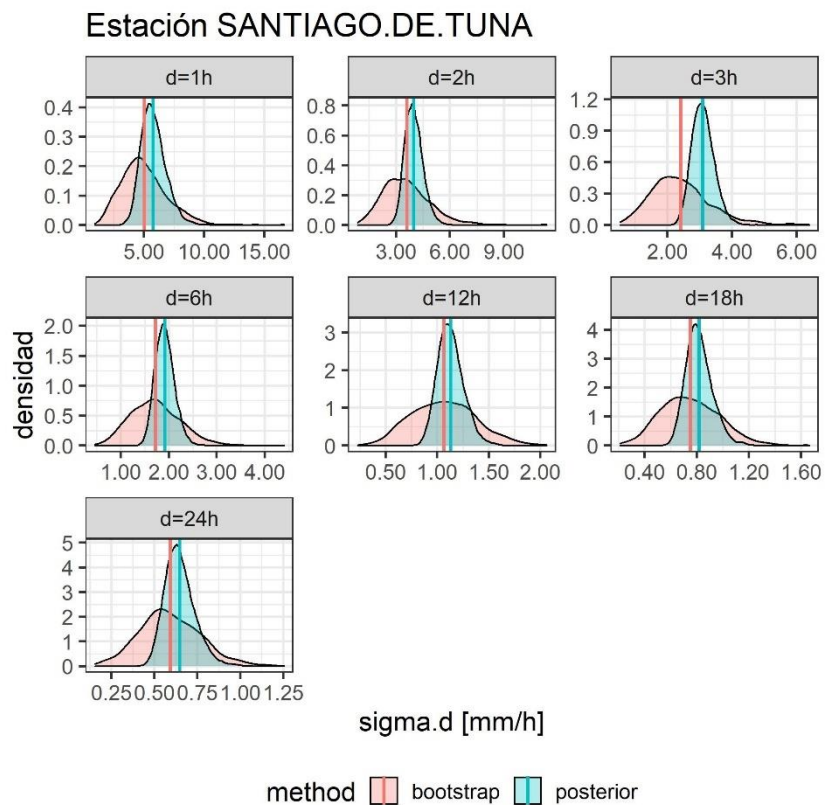 Estación SANTIAGO.DE.TUNA
d=1h
d=2h
d=3h
0.4
0.3
0.2
0.1
0.0
5.00 10.00 15.00
0.8
0.6
0.4
0.2
0.0
3.00 6.00 9.00
1.2
0.9
0.6
0.3
0.0
2.00 4.00 6.00
d=6h
d=12h
d=18h
densidad
2.0
1.5
1.0
0.5
0.0
1.00 2.00 3.00 4.00
3
2
1
0
0.50 1.00 1.50 2.00
4
3
2
1
0
0.40 0.80 1.20 1.60
d=24h
5
4
3
2
1
0
0.25 0.50 0.75 1.00 1.25
sigma.d [mm/h]
method bootstrap posterior